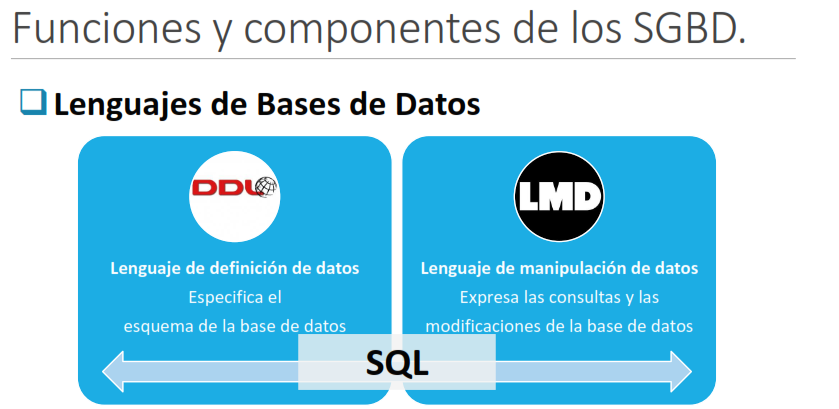 Funciones y componentes de los SGBD.
Lenguajes de Bases de Datos
DDL
Lenguaje de definición de datos
Especifica el
esquema de la base de datos
LMD
Lenguaje de manipulación de datos
Expresa las consultas y las
modificaciones de la base de datos
SQL